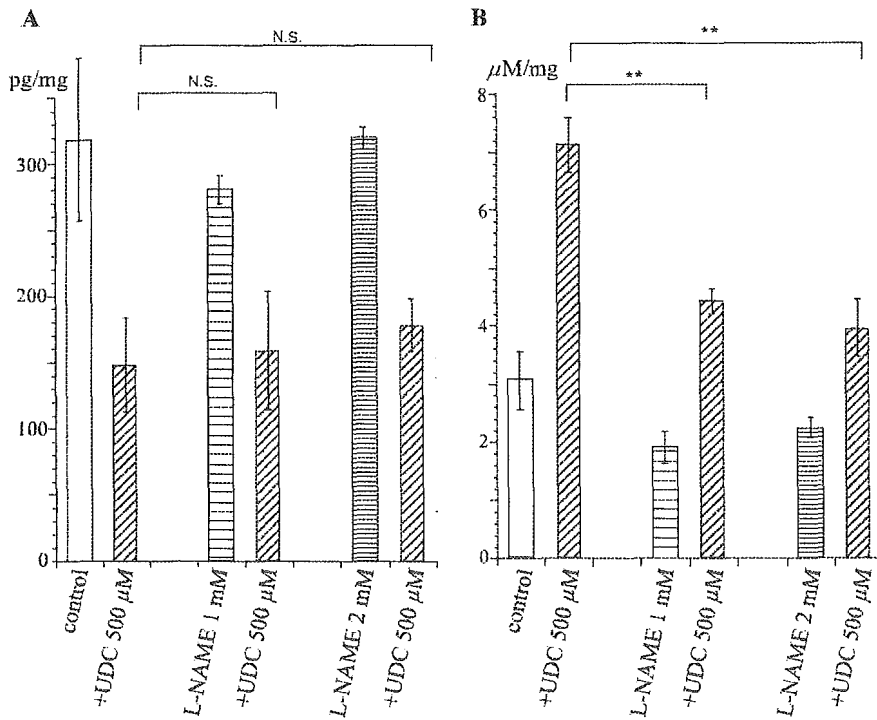 A
N.S.
pg/mg
N.S.
300
200
100
0
control
+UDC 500 µM
L-NAME 1 mM
+UDC 500 µM
L-NAME 2 mM
+UDC 500 µM
B
**
µM/mg
**
8
6
4
2
0
control
+UDC 500 µM
L-NAME 1 mM
+UDC 500 µM
L-NAME 2 mM
+UDC 500 µM